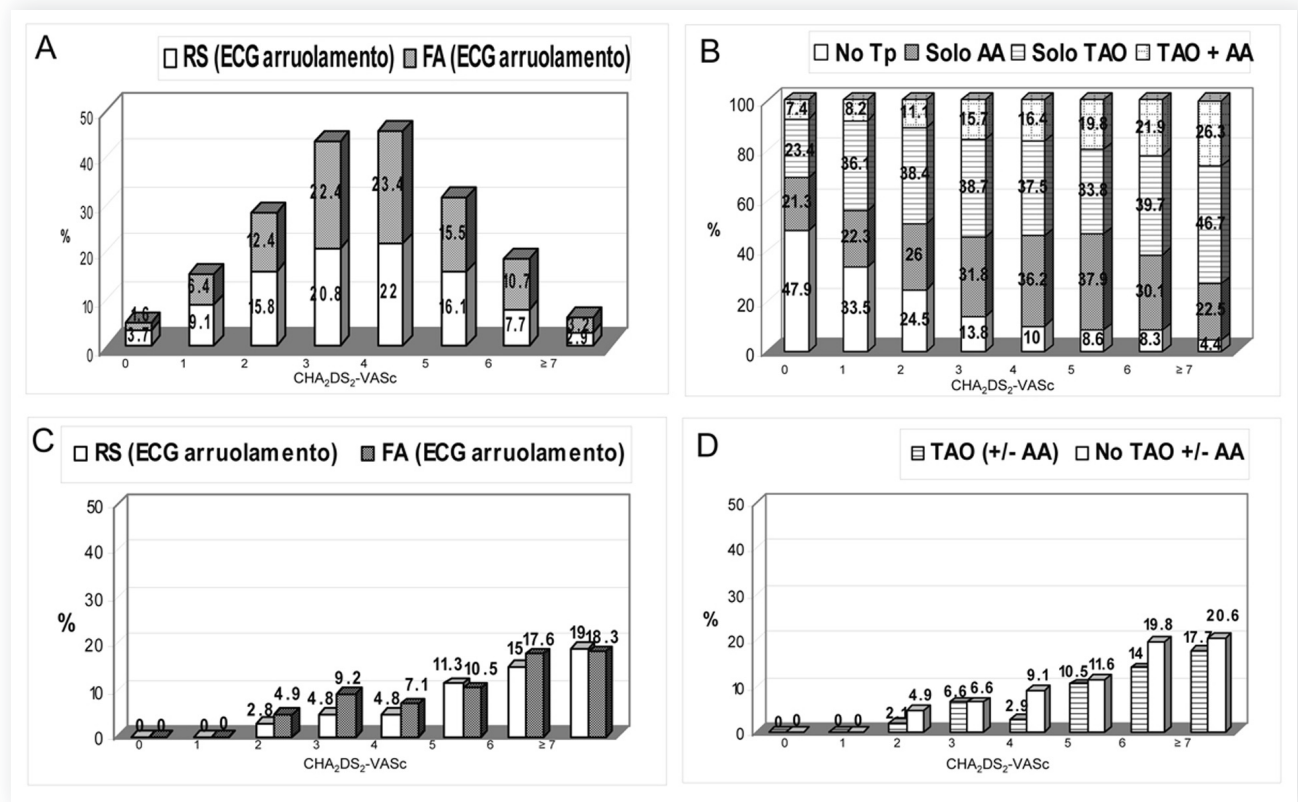 A
RS (ECG arruolamento) FA (ECG arruolamento)
50
40
30
20
10
0
%
1.6
3.7
6.4
9.1
12.4
15.8
22.4
20.8
23.4
22
15.5
16.1
10.7
7.7
3.2
2.9
0 1 2 3 4 5 6 ≥ 7
CHA₂DS₂-VASc
B
No Tp Solo AA Solo TAO TAO + AA
100
80
60
40
20
0
%
7.4 8.2 11.1 15.7 16.4 19.8 21.9 26.3
23.4 36.1 38.4 38.7 37.5 33.8 39.7 46.7
21.3 22.3 26 31.8 36.2 37.9 30.1 22.5
47.9 33.5 24.5 13.8 10 8.6 8.3 4.4
0 1 2 3 4 5 6 ≥ 7
CHA₂DS₂-VASc
C
RS (ECG arruolamento) FA (ECG arruolamento)
50
40
30
20
10
0
%
0 0 0 0 2.8 4.9 4.8 9.2 4.8 7.1 11.3 10.5 15 17.6 19 18.3
0 1 2 3 4 5 6 ≥ 7
CHA₂DS₂-VASc
D
TAO (+/- AA) No TAO +/- AA
50
40
30
20
10
0
%
0 0 0 0 2.1 4.9 6.6 6.6 2.9 9.1 10.5 11.6 14 19.8 17.7 20.6
0 1 2 3 4 5 6 ≥ 7
CHA₂DS₂-VASc